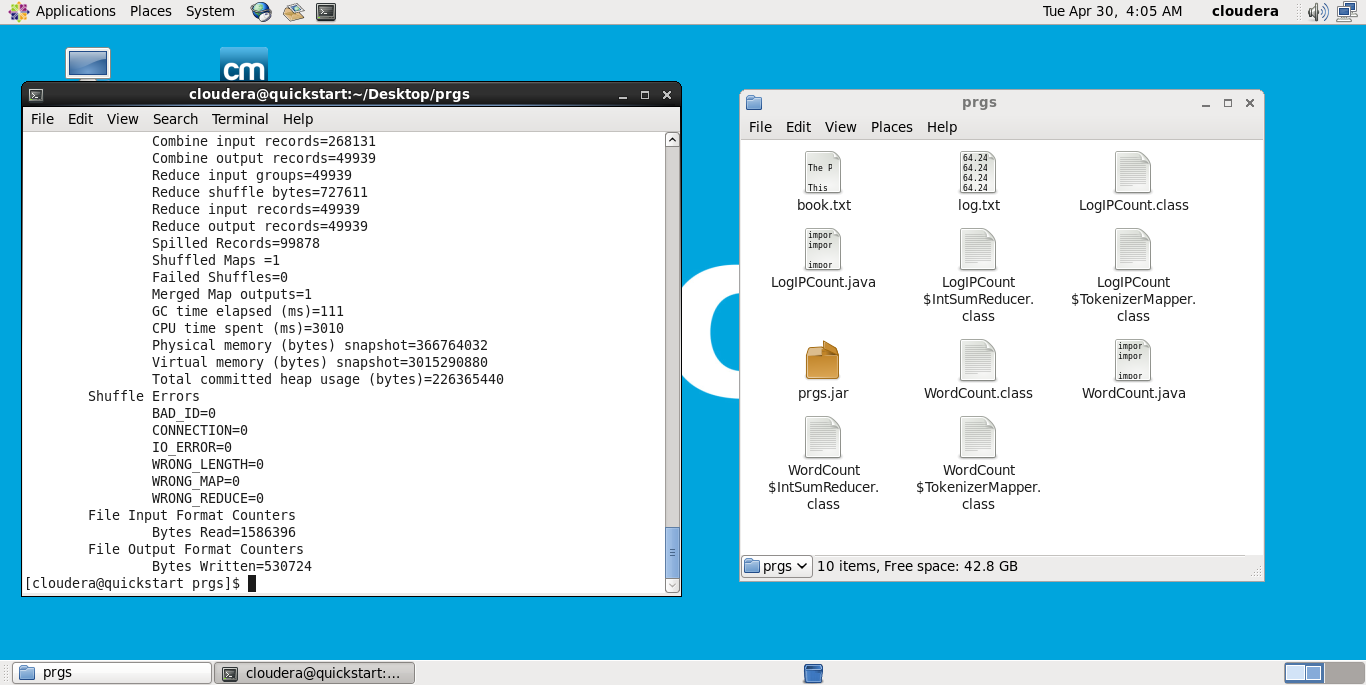 Applications Places System Tue Apr 30, 4:05 AM cloudera
cm
cloudera@quickstart:~/Desktop/prgs
File Edit View Search Terminal Help
Combine input records=268131
Combine output records=49939
Reduce input groups=49939
Reduce shuffle bytes=727611
Reduce input records=49939
Reduce output records=49939
Spilled Records=99878
Shuffled Maps =1
Failed Shuffles=0
Merged Map outputs=1
GC time elapsed (ms)=111
CPU time spent (ms)=3010
Physical memory (bytes) snapshot=366764032
Virtual memory (bytes) snapshot=3015290880
Total committed heap usage (bytes)=226365440
Shuffle Errors
BAD_ID=0
CONNECTION=0
IO_ERROR=0
WRONG_LENGTH=0
WRONG_MAP=0
WRONG_REDUCE=0
File Input Format Counters
Bytes Read=1586396
File Output Format Counters
Bytes Written=530724
[cloudera@quickstart prgs]$
prgs
File Edit View Places Help
The P
This
book.txt
64.24
64.24
64.24
64.24
log.txt
LogIPCount.class
impor
impor
impor
LogIPCount.java
LogIPCount
$IntSumReducer.
class
LogIPCount
$TokenizerMapper.
class
prgs.jar
WordCount.class
impor
impor
impor
WordCount.java
WordCount
$IntSumReducer.
class
WordCount
$TokenizerMapper.
class
prgs 10 items, Free space: 42.8 GB
prgs cloudera@quickstart:...